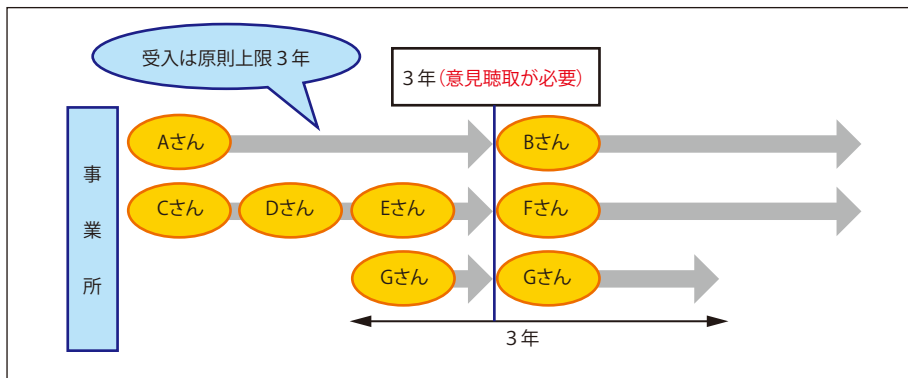 受入は原則上限３年
３年（意見聴取が必要）
事業所
Aさん
Bさん
Cさん
Dさん
Eさん
Fさん
Gさん
Gさん
３年